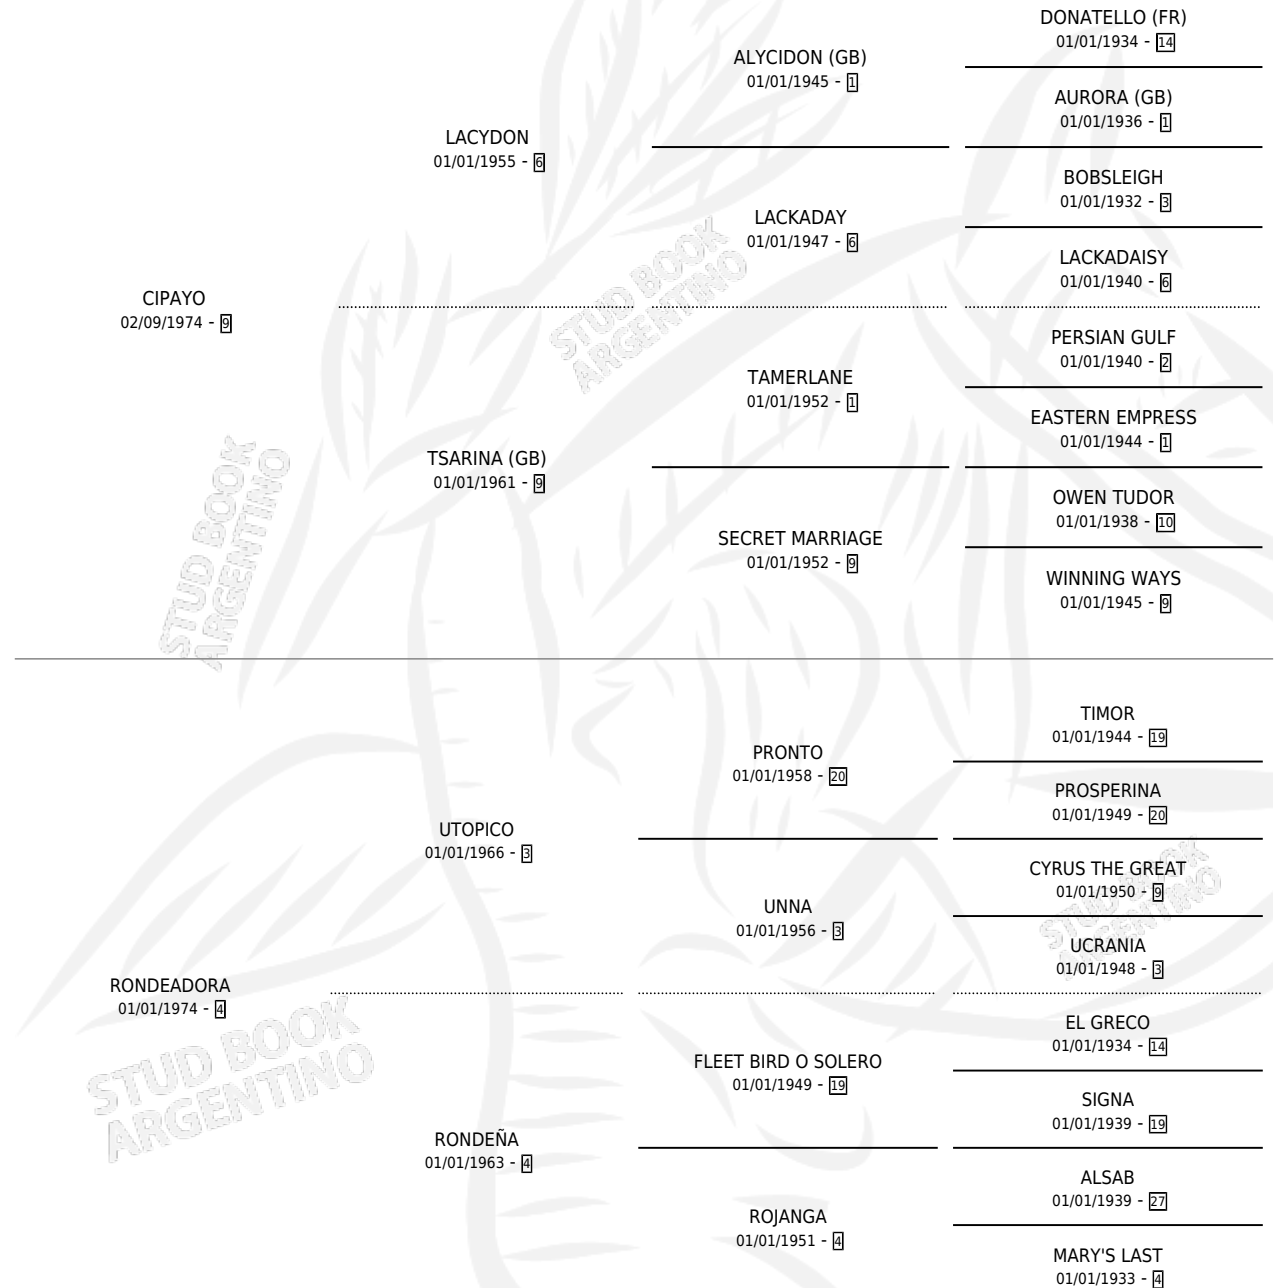 CIPAYO
02/09/1974 - 9
LACYDON
01/01/1955 - 6
ALYCIDON (GB)
01/01/1945 - 1
DONATELLO (FR)
01/01/1934 - 14
AURORA (GB)
01/01/1936 - 1
LACKADAY
01/01/1947 - 6
BOBSLEIGH
01/01/1932 - 3
LACKADAISY
01/01/1940 - 6
TSARINA (GB)
01/01/1961 - 9
TAMERLANE
01/01/1952 - 1
PERSIAN GULF
01/01/1940 - 2
EASTERN EMPRESS
01/01/1944 - 1
SECRET MARRIAGE
01/01/1952 - 9
OWEN TUDOR
01/01/1938 - 10
WINNING WAYS
01/01/1945 - 9
RONDEADORA
01/01/1974 - 4
UTOPICO
01/01/1966 - 3
PRONTO
01/01/1958 - 20
TIMOR
01/01/1944 - 19
PROSPERINA
01/01/1949 - 20
UNNA
01/01/1956 - 3
CYRUS THE GREAT
01/01/1950 - 9
UCRANIA
01/01/1948 - 3
RONDEÑA
01/01/1963 - 4
FLEET BIRD O SOLERO
01/01/1949 - 19
EL GRECO
01/01/1934 - 14
SIGNA
01/01/1939 - 19
ROJANGA
01/01/1951 - 4
ALSAB
01/01/1939 - 27
MARY'S LAST
01/01/1933 - 4
STUD BOOK
ARGENTINO
STUD BOOK
ARGENTINO
STUD BOOK
ARGENTINO
STUD BOOK
ARGENTINO